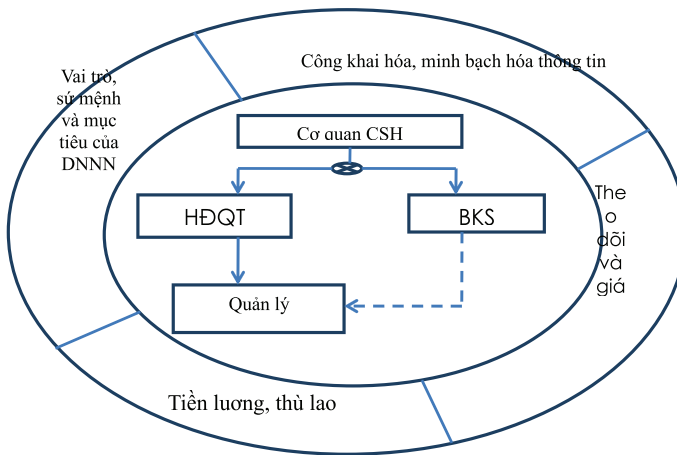 Công khai hóa, minh bạch hóa thông tin
Vai trò,
sứ mệnh
và mục
tiêu của
DNNN
Cơ quan CSH
HĐQT
BKS
The
o
dõi
và
giá
Quản lý
Tiền lương, thù lao